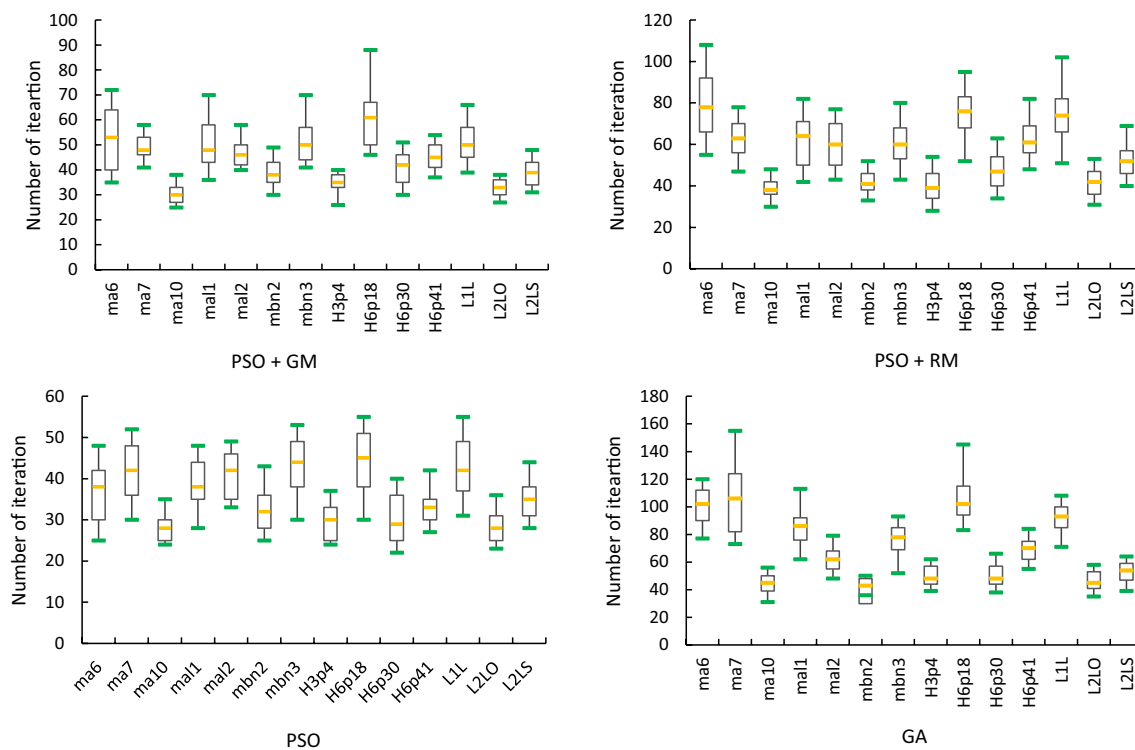 Number of iteartion
100
90
80
70
60
50
40
30
20
10
0
ma6 ma7 ma10 mal1 mal2 mbn2 mbn3 H3p4 H6p18 H6p30 H6p41 L1L L2LO L2LS
PSO + GM
Number of iteration
120
100
80
60
40
20
0
ma6 ma7 ma10 mal1 mal2 mbn2 mbn3 H3p4 H6p18 H6p30 H6p41 L1L L2LO L2LS
PSO + RM
Number of iteration
60
50
40
30
20
10
0
ma6 ma7 ma10 mal1 mal2 mbn2 mbn3 H3p4 H6p18 H6p30 H6p41 L1L L2LO L2LS
PSO
Number of iteartion
180
160
140
120
100
80
60
40
20
0
ma6 ma7 ma10 mal1 mal2 mbn2 mbn3 H3p4 H6p18 H6p30 H6p41 L1L L2LO L2LS
GA